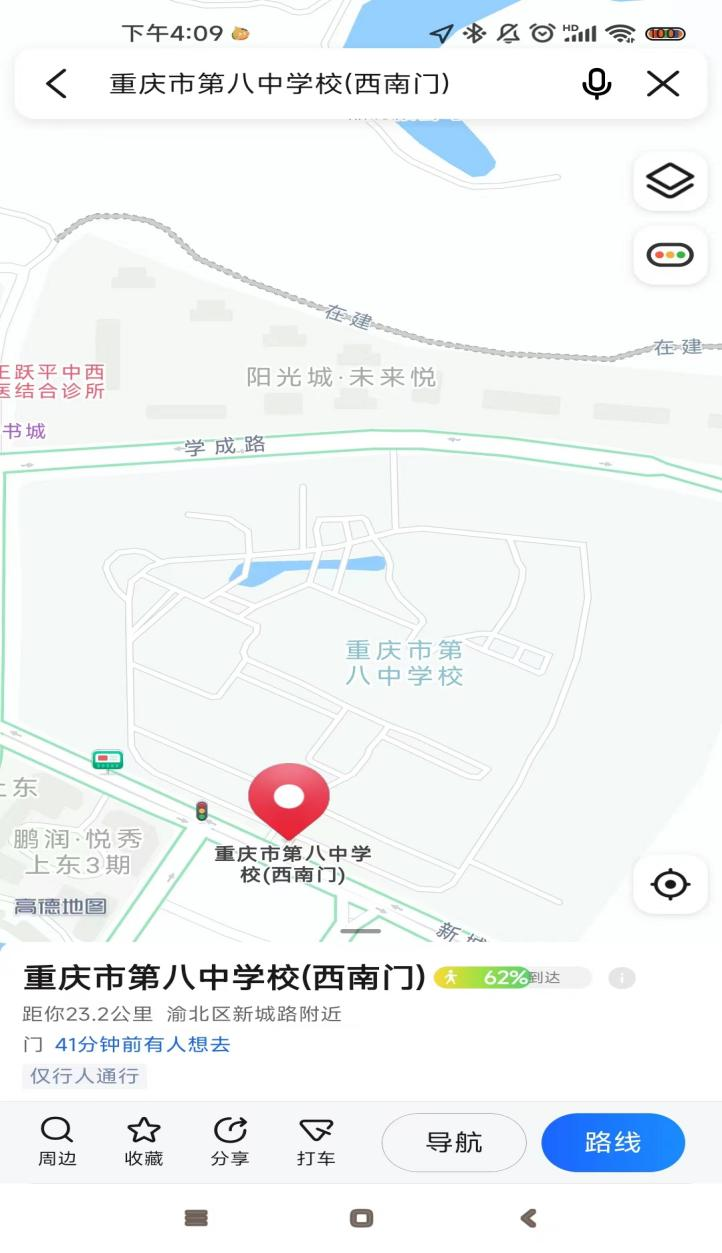 下午4:09
HD
100
重庆市第八中学校(西南门)
在建
在建
王跃平中西
医结合诊所
阳光城·未来悦
书城
学成路
重庆市第
八中学校
上东
鹏润·悦秀
上东3期
重庆市第八中学
校(西南门)
高德地图
新城
重庆市第八中学校(西南门) 62%到达
距你23.2公里 渝北区新城路附近
门 41分钟前有人想去
仅行人通行
周边 收藏 分享 打车 导航 路线